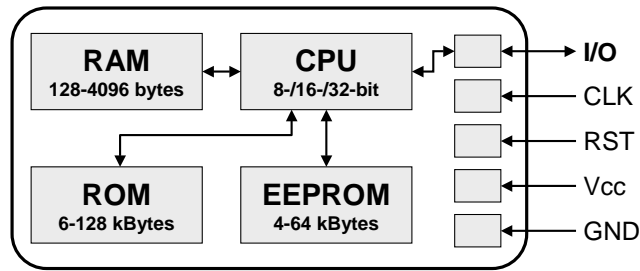 RAM
128-4096 bytes
CPU
8-/16-/32-bit
I/O
CLK
RST
ROM
6-128 kBytes
EEPROM
4-64 kBytes
Vcc
GND